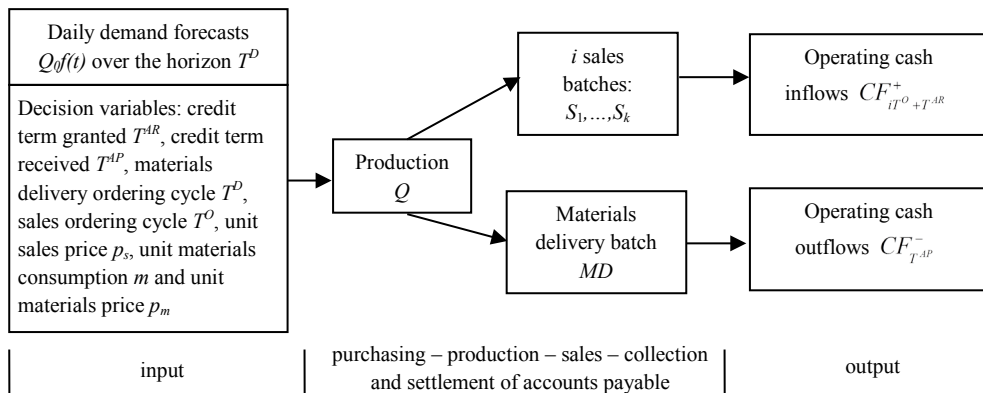 Daily demand forecasts
Q₀f(t) over the horizon Tᴰ
Decision variables: credit
term granted Tᴬᴿ, credit term
received Tᴬᴾ, materials
delivery ordering cycle Tᴰ,
sales ordering cycle Tᴼ, unit
sales price pₛ, unit materials
consumption m and unit
materials price pₘ
Production
Q
i sales
batches:
S₁,...,Sₖ
Materials
delivery batch
MD
Operating cash
inflows CF⁺_{iTᴼ+Tᴬᴿ}
Operating cash
outflows CF⁻_{Tᴬᴾ}
input
purchasing – production – sales – collection
and settlement of accounts payable
output